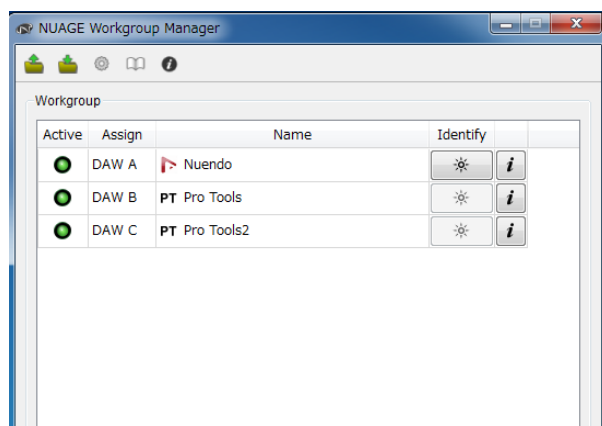 NUAGE Workgroup Manager
Workgroup
Active Assign Name Identify
DAW A Nuendo i
DAW B PT Pro Tools i
DAW C PT Pro Tools2 i